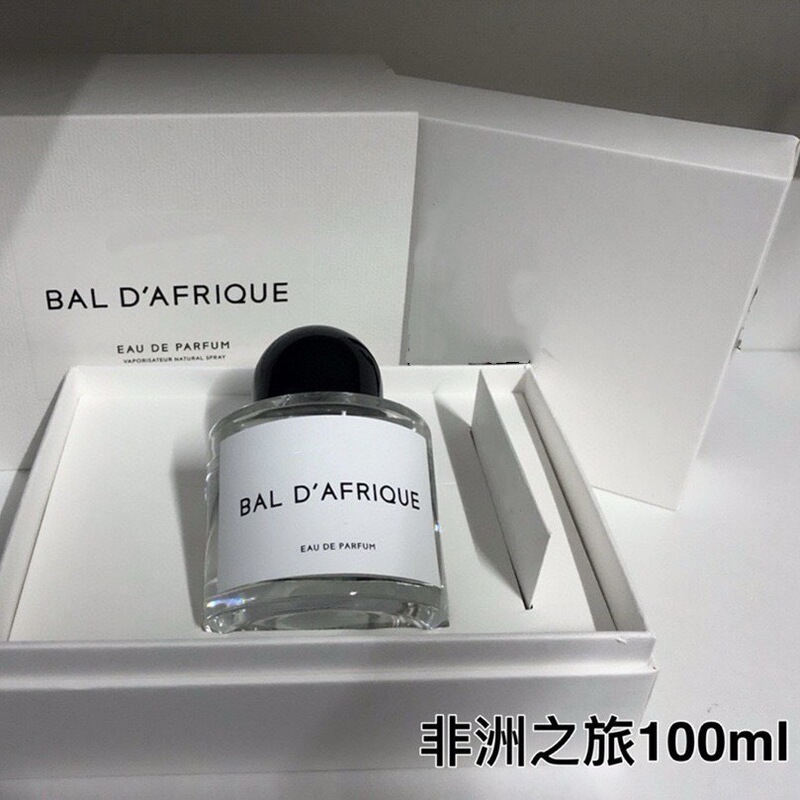 BAL D'AFRIQUE
EAU DE PARFUM
VAPORISATEUR NATURAL SPRAY
BAL D'AFRIQUE
EAU DE PARFUM
非洲之旅100ml